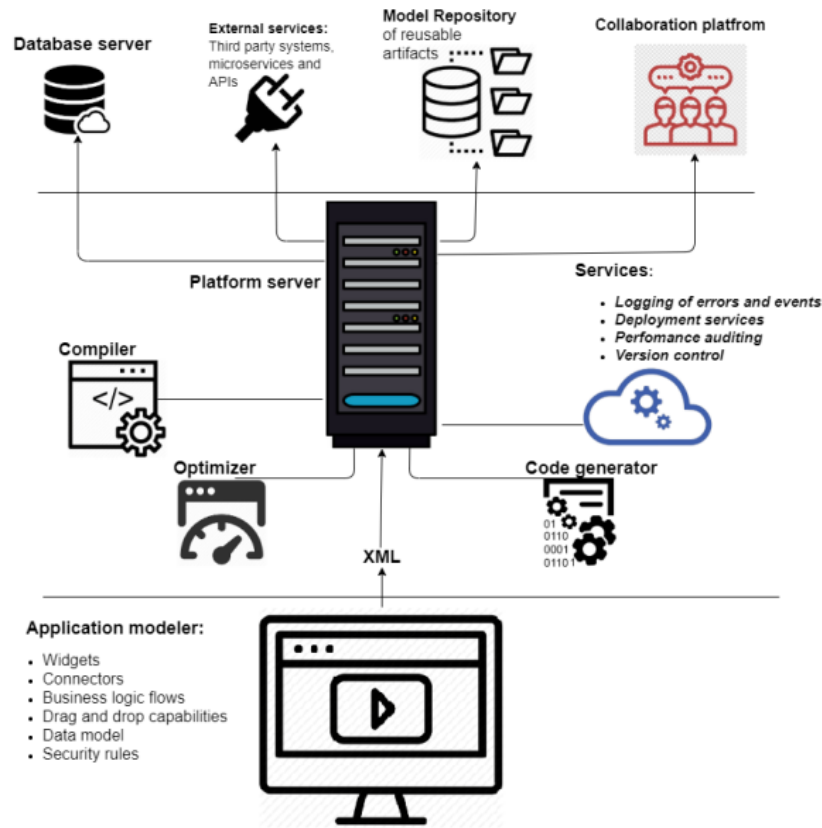 Database server
External services:
Third party systems,
microservices and
APIs
Model Repository
of reusable
artifacts
Collaboration platfrom
Platform server
Services:
• Logging of errors and events
• Deployment services
• Perfomance auditing
• Version control
Compiler
</>
Optimizer
Code generator
01
0110
0001
01101
XML
Application modeler:
• Widgets
• Connectors
• Business logic flows
• Drag and drop capabilities
• Data model
• Security rules